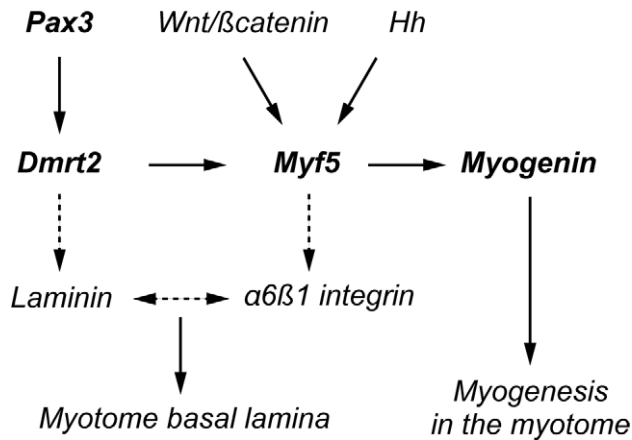 Pax3 Wnt/ßcatenin Hh
Dmrt2 Myf5 Myogenin
Laminin α6ß1 integrin
Myotome basal lamina
Myogenesis
in the myotome